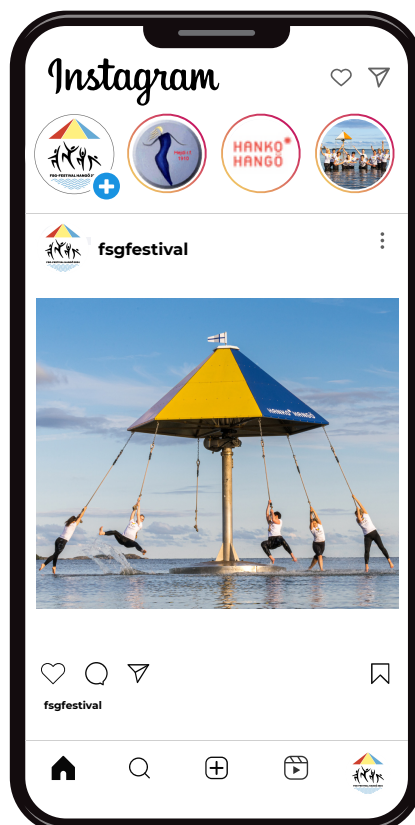 Instagram
FSG-FESTIVAL HANGÖ
HANKO
HANGÖ
fsgfestival
HANKO HANGÖ
fsgfestival